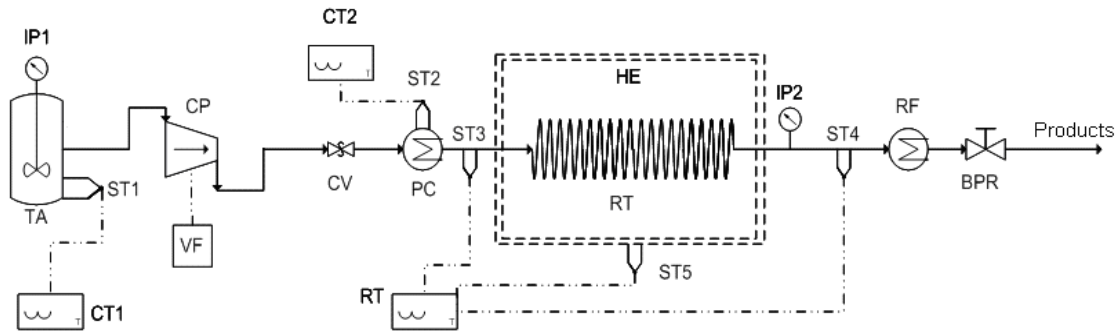 CT2
IP1
HE
ST2
CP
IP2
RF
ST3
ST4
Products
ST1
CV
PC
RT
BPR
TA
VF
ST5
RT
CT1
T
T
T